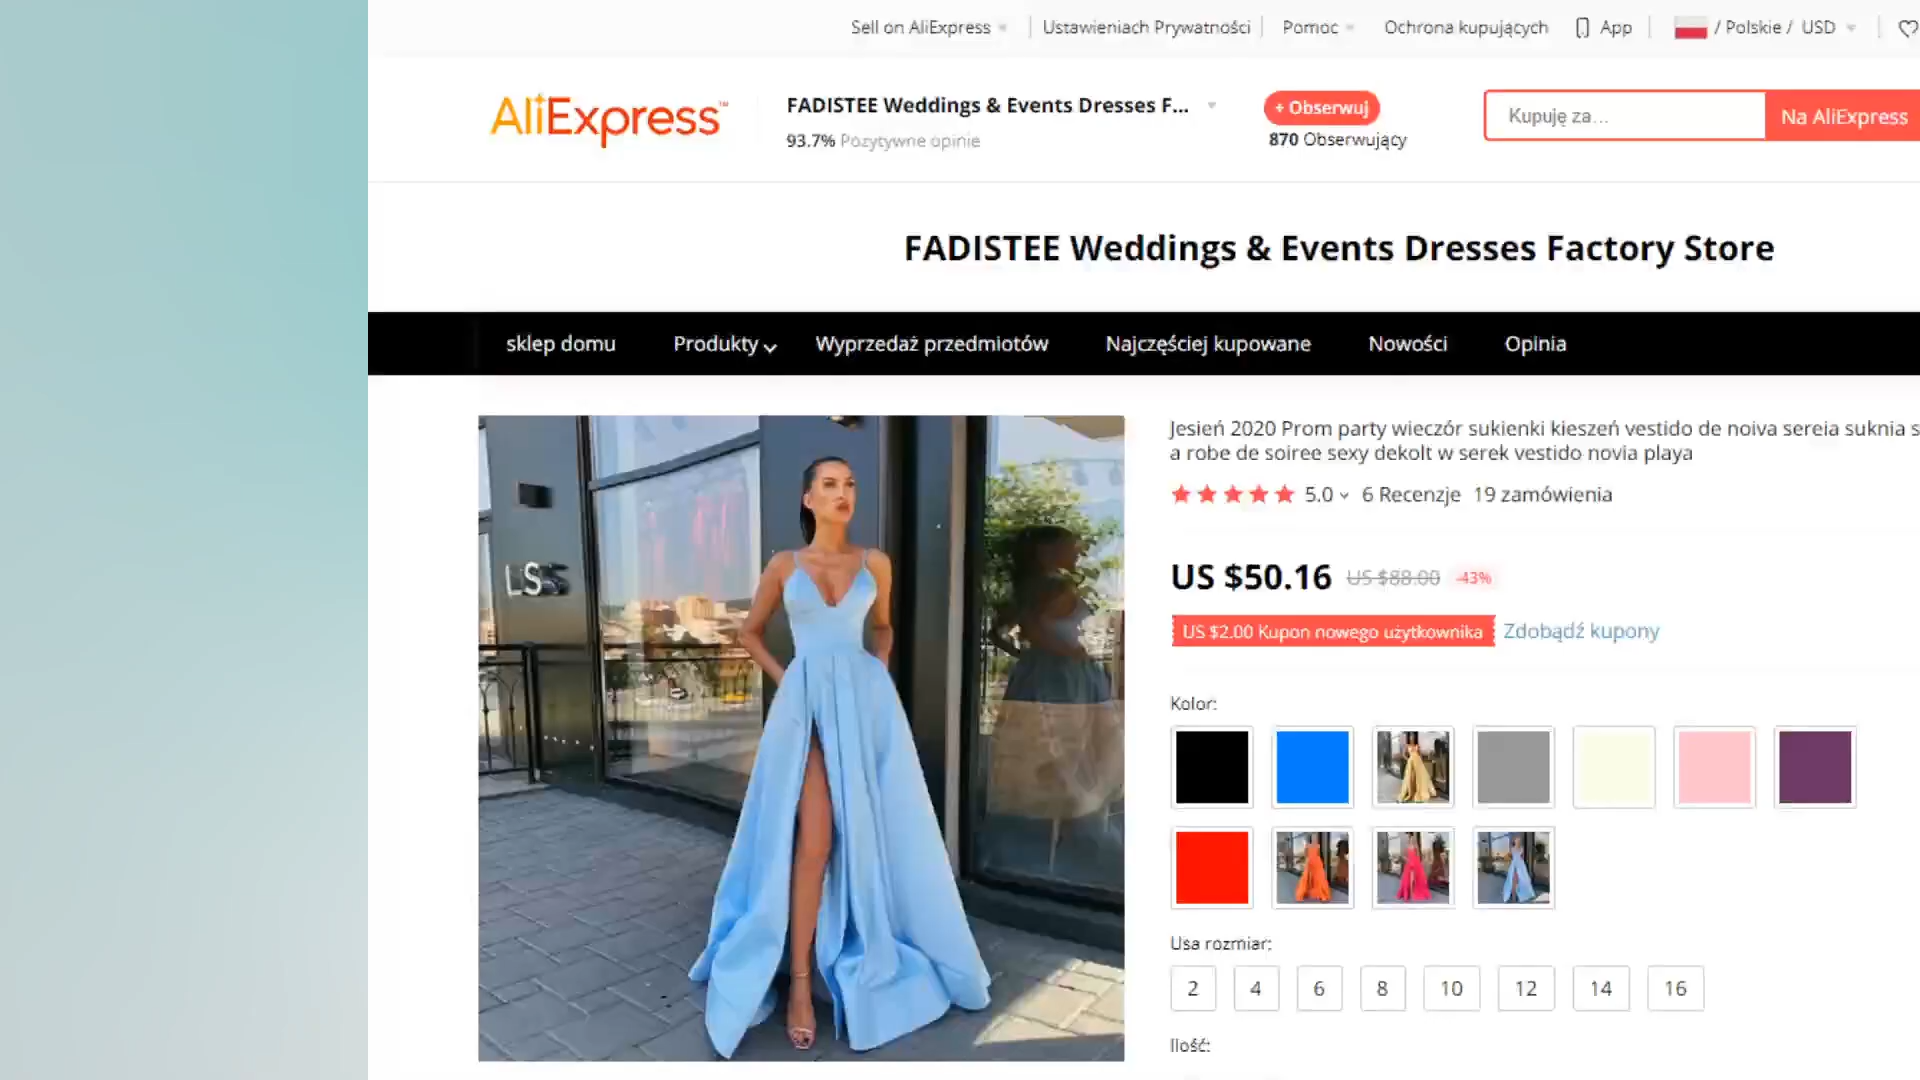 Sell on AliExpress
Ustawieniach Prywatności
Pomoc
Ochrona kupujących
App
/ Polskie / USD
AliExpress™
FADISTEE Weddings & Events Dresses F...
93.7% Pozytywne opinie
+ Obserwuj
870 Obserwujący
Kupuję za...
Na AliExpress
FADISTEE Weddings & Events Dresses Factory Store
sklep domu
Produkty
Wyprzedaż przedmiotów
Najczęściej kupowane
Nowości
Opinia
LS
Jesień 2020 Prom party wieczór sukienki kieszeń vestido de noiva sereia suknia s
a robe de soiree sexy dekolt w serek vestido novia playa
5.0 6 Recenzje 19 zamówienia
US $50.16 US $88.00 -43%
US $2.00 Kupon nowego użytkownika Zdobądź kupony
Kolor:
Usa rozmiar:
2 4 6 8 10 12 14 16
Ilość: